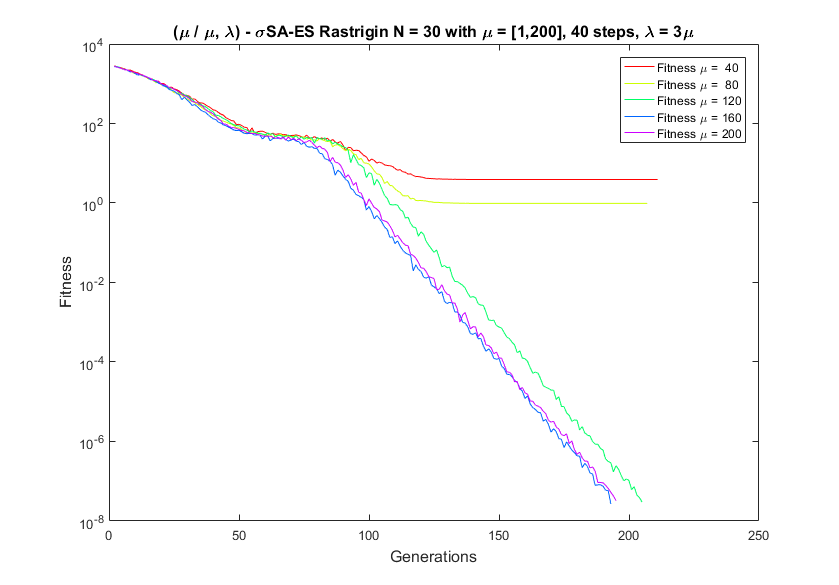 (μ / μ, λ) - σSA-ES Rastrigin N = 30 with μ = [1,200], 40 steps, λ = 3μ
Fitness μ = 40
Fitness μ = 80
Fitness μ = 120
Fitness μ = 160
Fitness μ = 200
10^4
10^2
10^0
10^-2
10^-4
10^-6
10^-8
Fitness
0 50 100 150 200 250
Generations